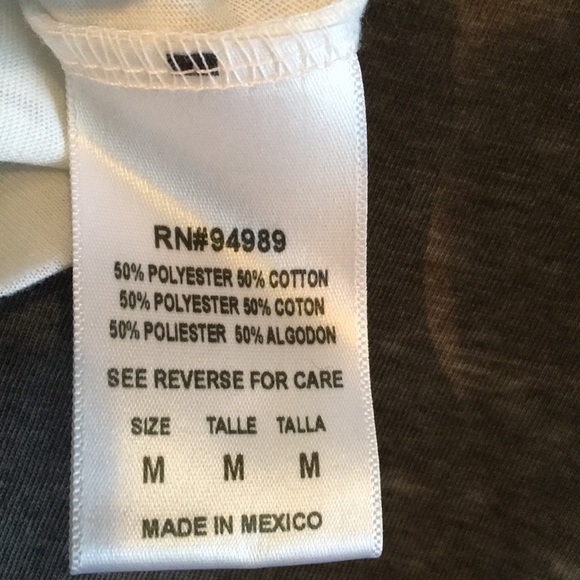 RN#94989
50% POLYESTER 50% COTTON
50% POLYESTER 50% COTON
50% POLIESTER 50% ALGODON
SEE REVERSE FOR CARE
SIZE TALLE TALLA
M M M
MADE IN MEXICO